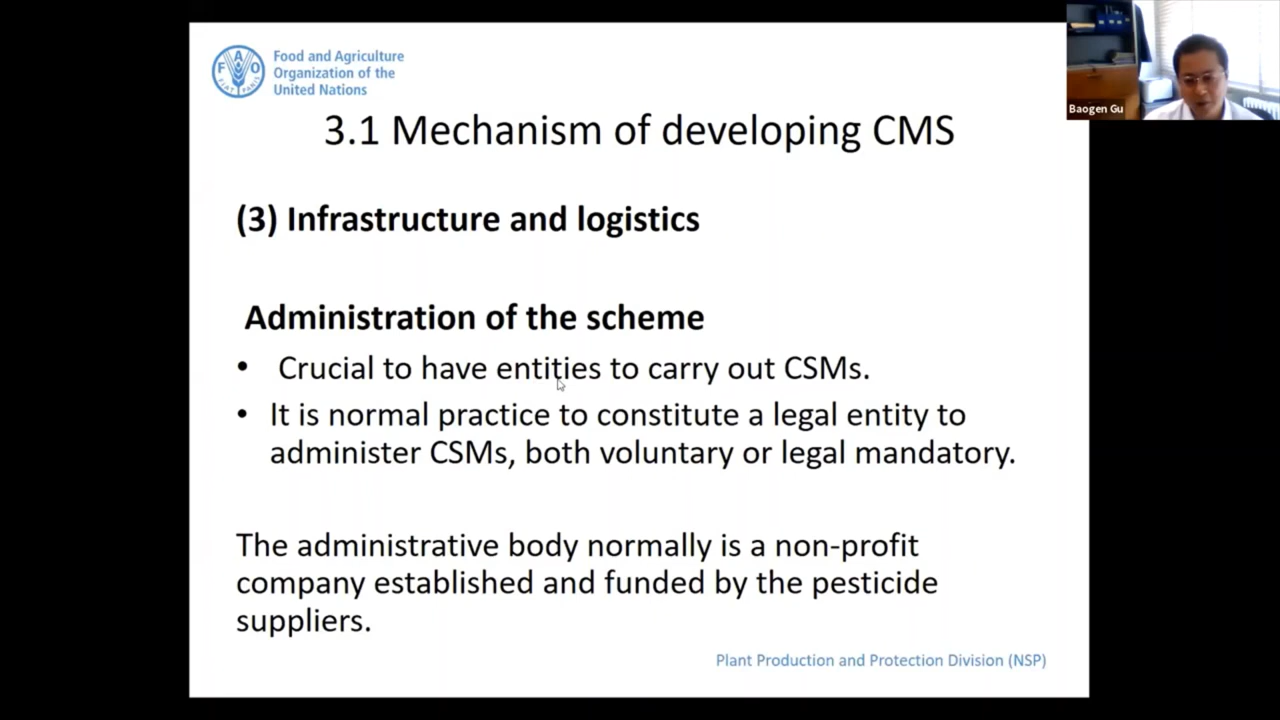 Food and Agriculture
Organization of the
United Nations
F A O
FIAT PANIS
Baogen Gu
3.1 Mechanism of developing CMS
(3) Infrastructure and logistics
Administration of the scheme
• Crucial to have entities to carry out CSMs.
• It is normal practice to constitute a legal entity to
administer CSMs, both voluntary or legal mandatory.
The administrative body normally is a non-profit
company established and funded by the pesticide
suppliers.
Plant Production and Protection Division (NSP)